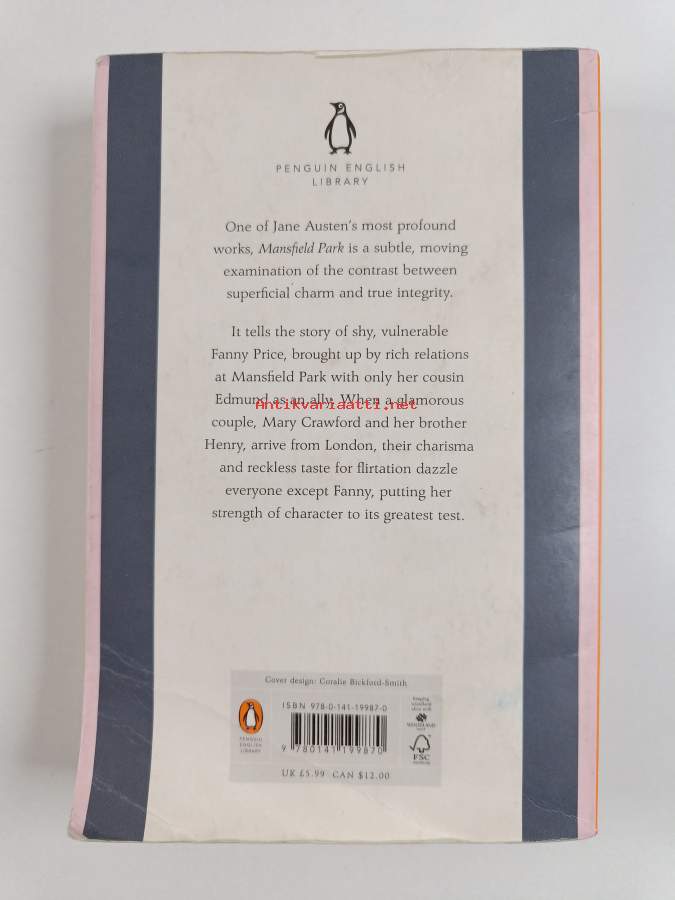 PENGUIN ENGLISH
LIBRARY
One of Jane Austen's most profound
works, Mansfield Park is a subtle, moving
examination of the contrast between
superficial charm and true integrity.
It tells the story of shy, vulnerable
Fanny Price, brought up by rich relations
at Mansfield Park with only her cousin
Edmund as an ally. When a glamorous
Antikvariaatti.net
couple, Mary Crawford and her brother
Henry, arrive from London, their charisma
and reckless taste for flirtation dazzle
everyone except Fanny, putting her
strength of character to its greatest test.
Cover design: Coralie Bickford-Smith
ISBN 978-0-141-19987-0
9 780141 199870
PENGUIN
ENGLISH
LIBRARY
WOODLAND
TRUST
FSC
UK £5.99 CAN $12.00